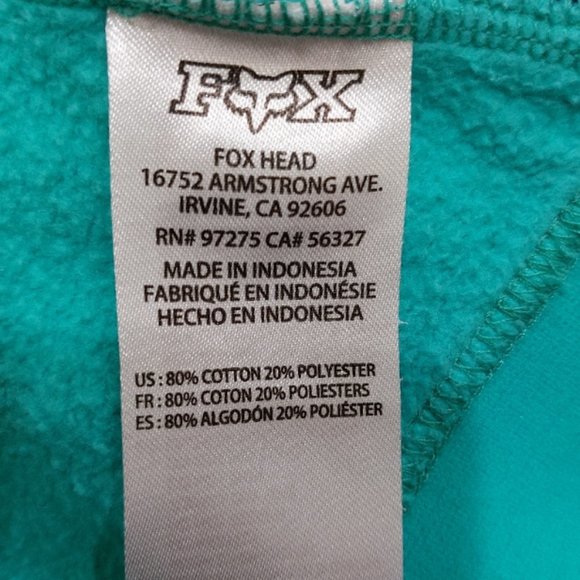 FOX
FOX HEAD
16752 ARMSTRONG AVE.
IRVINE, CA 92606
RN# 97275 CA# 56327
MADE IN INDONESIA
FABRIQUÉ EN INDONÉSIE
HECHO EN INDONESIA
US : 80% COTTON 20% POLYESTER
FR : 80% COTON 20% POLIESTERS
ES : 80% ALGODÓN 20% POLIÉSTER